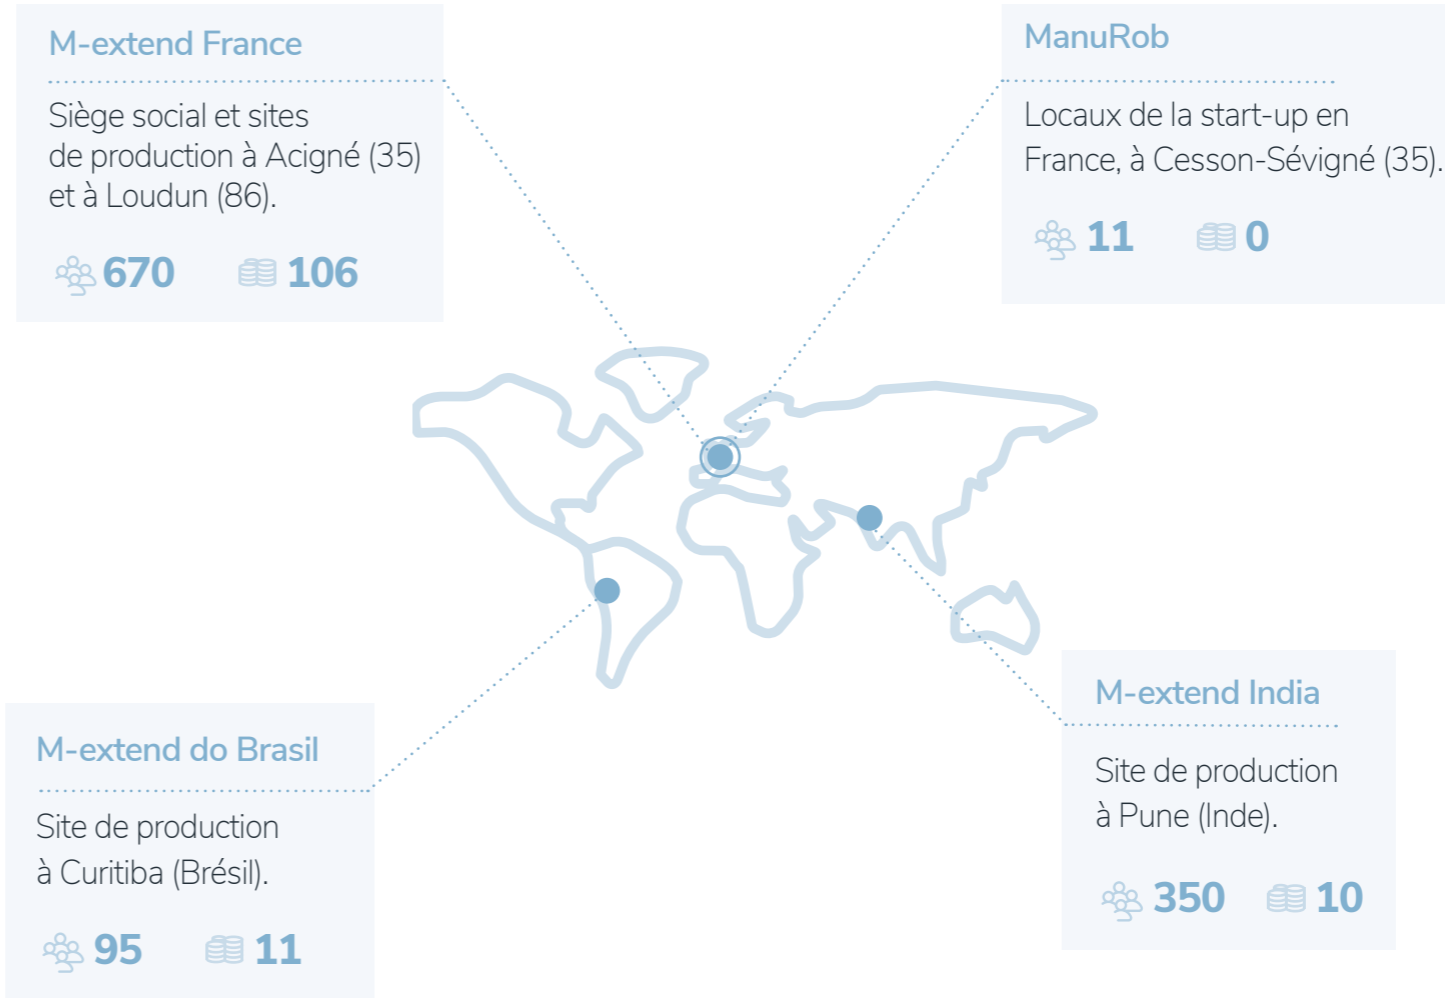 M-extend France
Siège social et sites
de production à Acigné (35)
et à Loudun (86).
670 106
ManuRob
Locaux de la start-up en
France, à Cesson-Sévigné (35).
11 0
M-extend do Brasil
Site de production
à Curitiba (Brésil).
95 11
M-extend India
Site de production
à Pune (Inde).
350 10